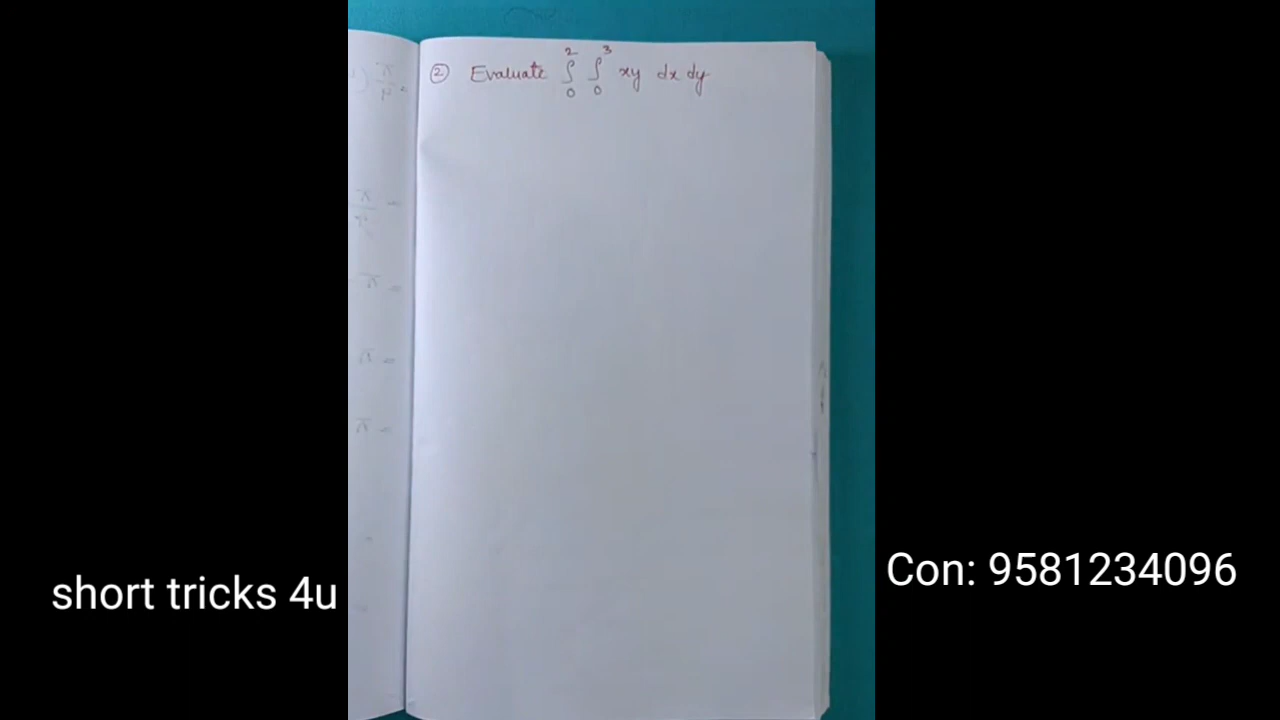 ② Evaluate ∫₀² ∫₀³ xy dx dy
short tricks 4u
Con: 9581234096